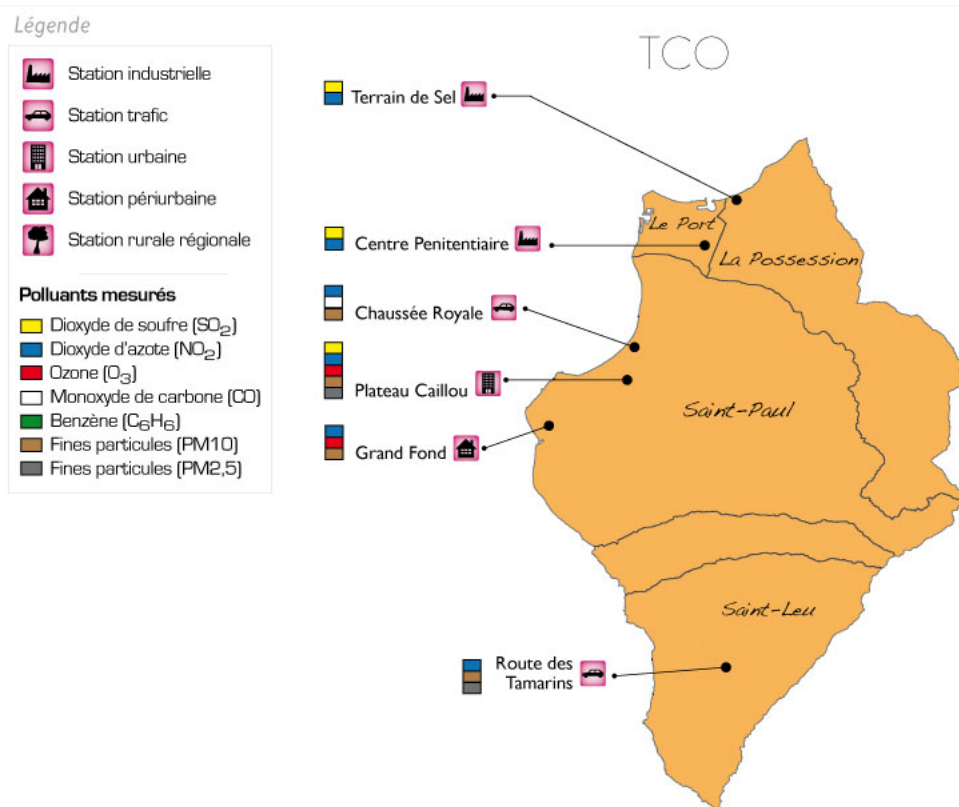 Légende
Station industrielle
Station trafic
Station urbaine
Station périurbaine
Station rurale régionale
Polluants mesurés
Dioxyde de soufre (SO₂)
Dioxyde d'azote (NO₂)
Ozone (O₃)
Monoxyde de carbone (CO)
Benzène (C₆H₆)
Fines particules (PM10)
Fines particules (PM2,5)
TCO
Terrain de Sel
Centre Penitentiaire
Chaussée Royale
Plateau Caillou
Grand Fond
Route des
Tamarins
Le Port
La Possession
Saint-Paul
Saint-Leu